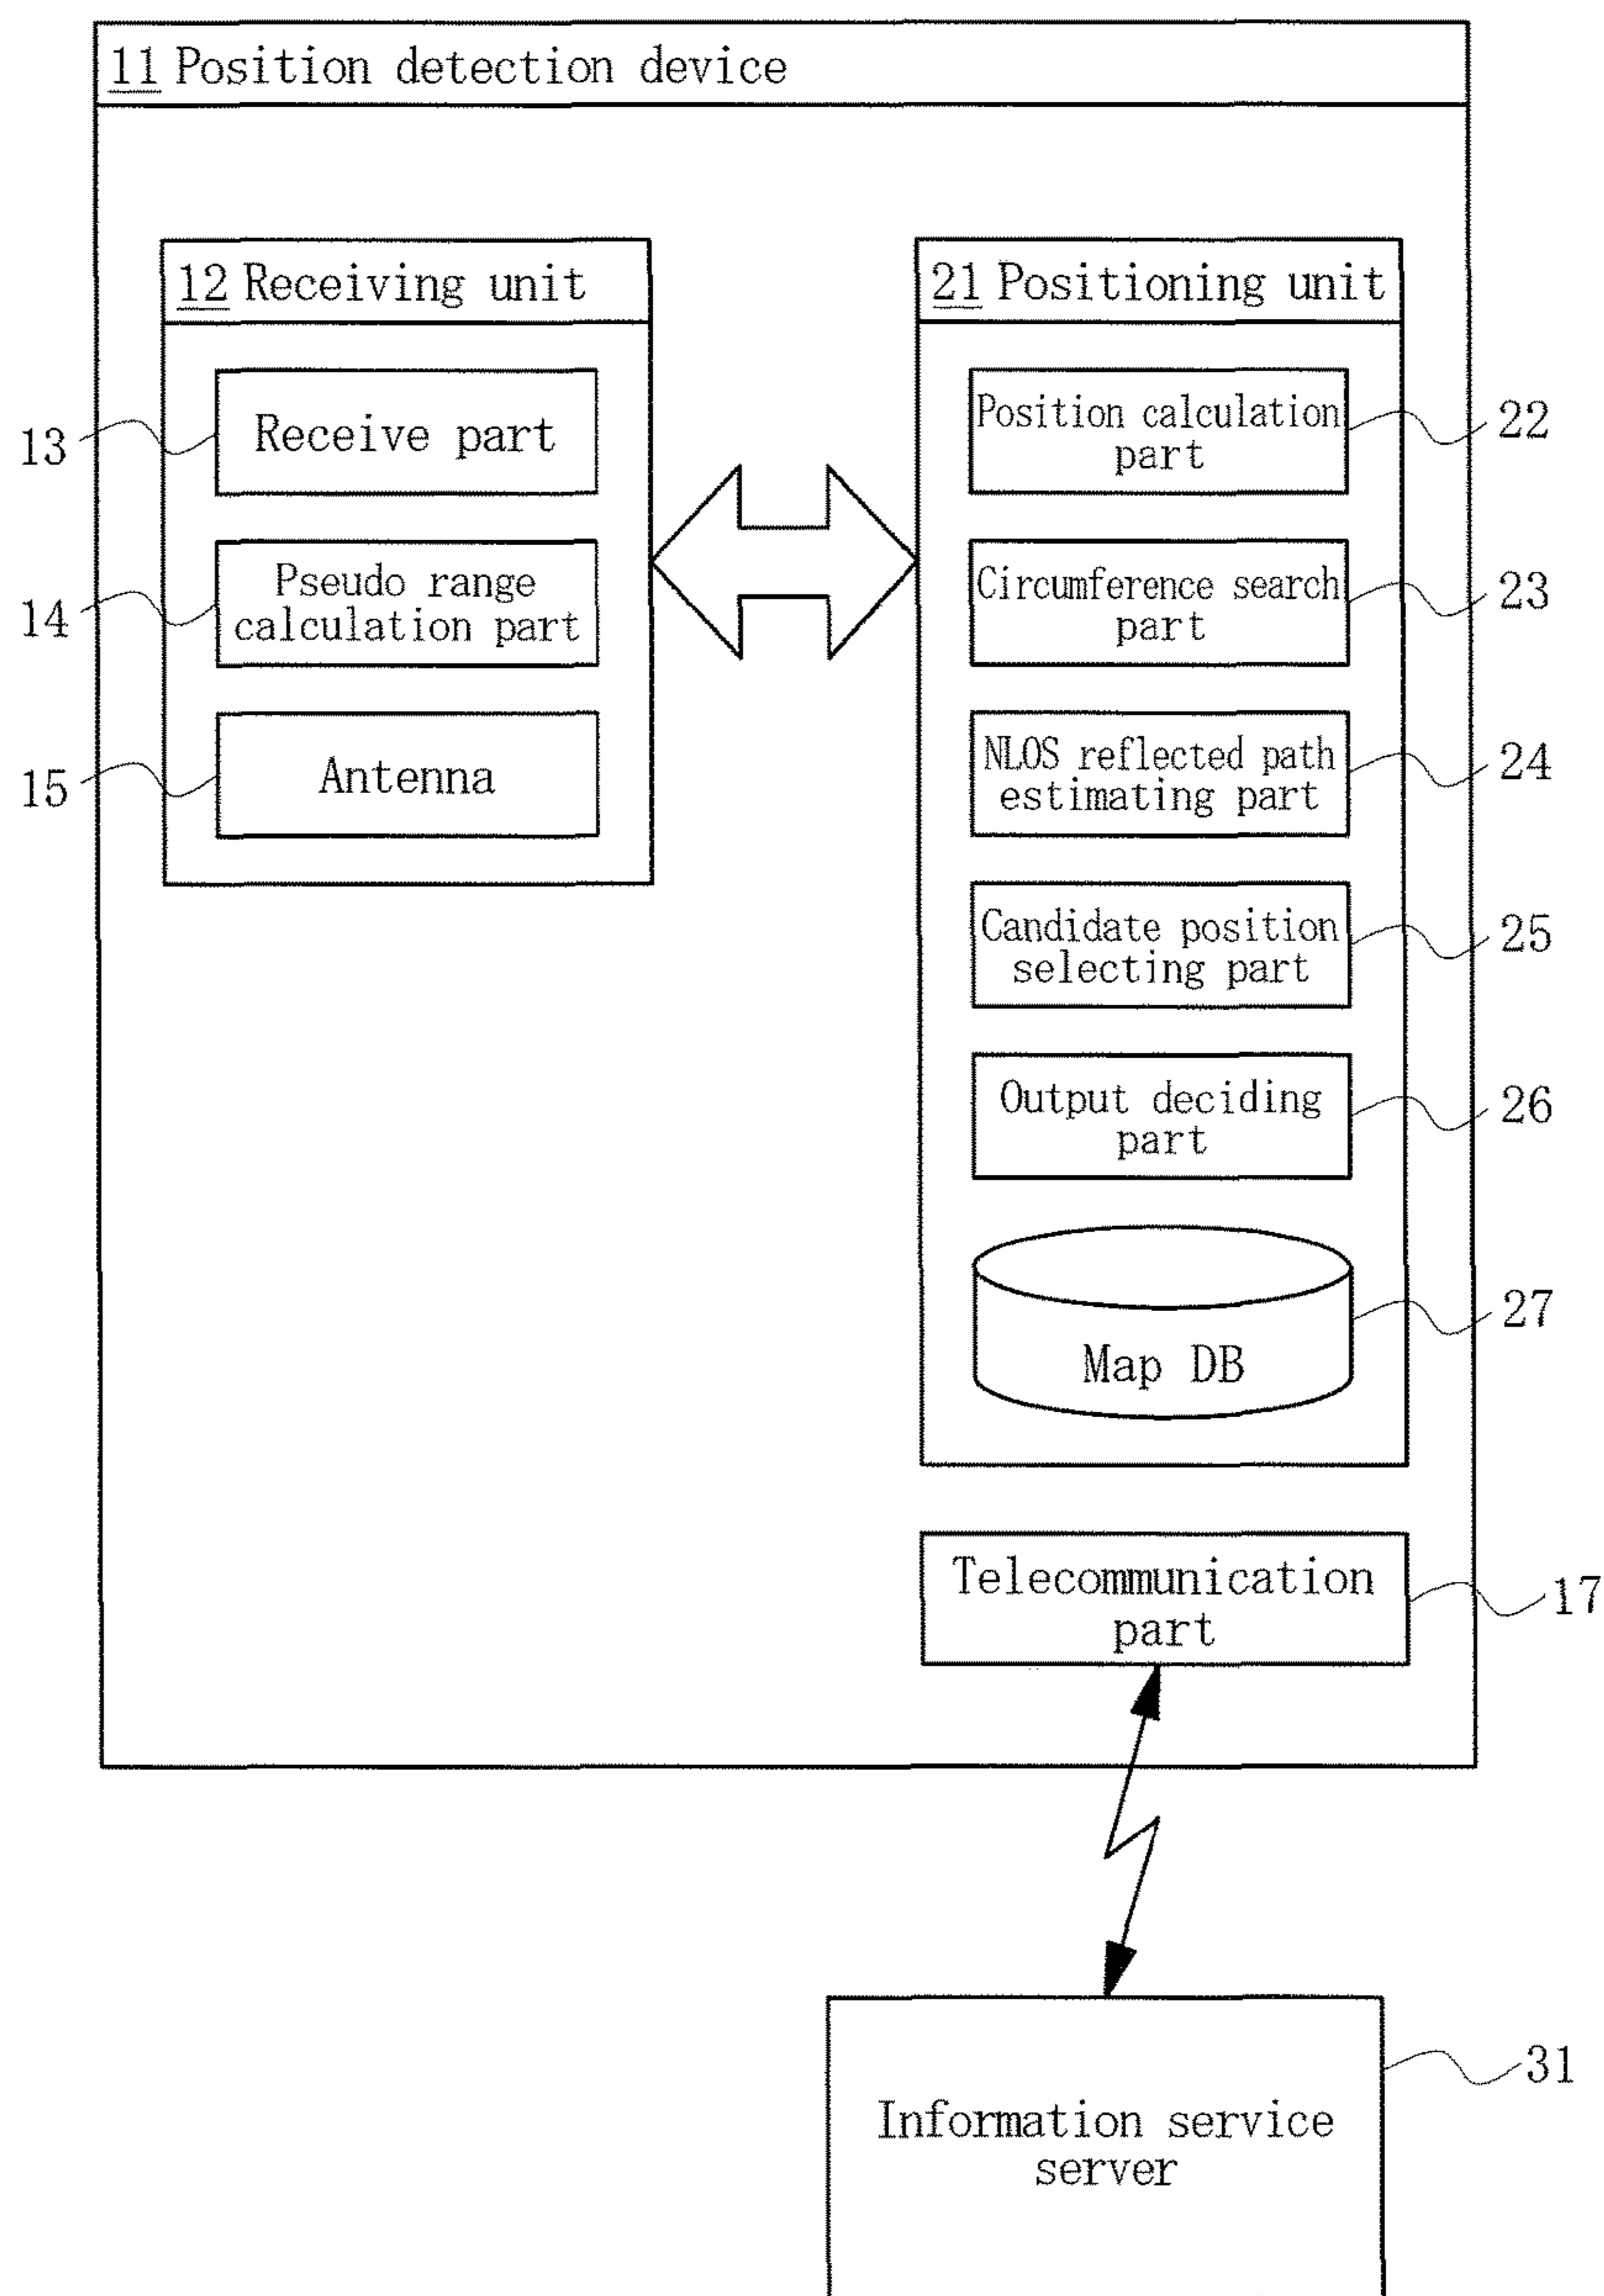 11 Position detection device
12 Receiving unit
13
Receive part
14
Pseudo range
calculation part
15
Antenna
21 Positioning unit
Position calculation
part
22
Circumference search
part
23
NLOS reflected path
estimating part
24
Candidate position
selecting part
25
Output deciding
part
26
Map DB
27
Telecommunication
part
17
Information service
server
31